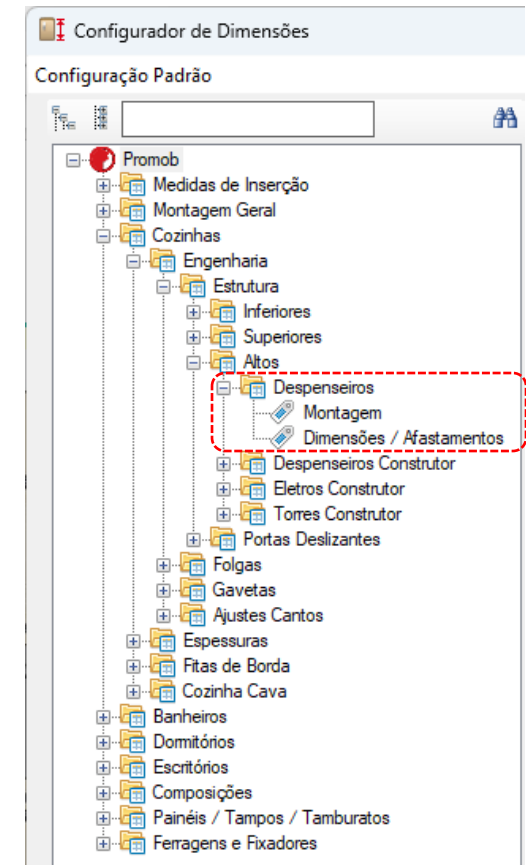 Configurador de Dimensões
Configuração Padrão
Promob
Medidas de Inserção
Montagem Geral
Cozinhas
Engenharia
Estrutura
Inferiores
Superiores
Altos
Despenseiros
Montagem
Dimensões / Afastamentos
Despenseiros Construtor
Eletros Construtor
Torres Construtor
Portas Deslizantes
Folgas
Gavetas
Ajustes Cantos
Espessuras
Fitas de Borda
Cozinha Cava
Banheiros
Dormitórios
Escritórios
Composições
Painéis / Tampos / Tamburatos
Ferragens e Fixadores